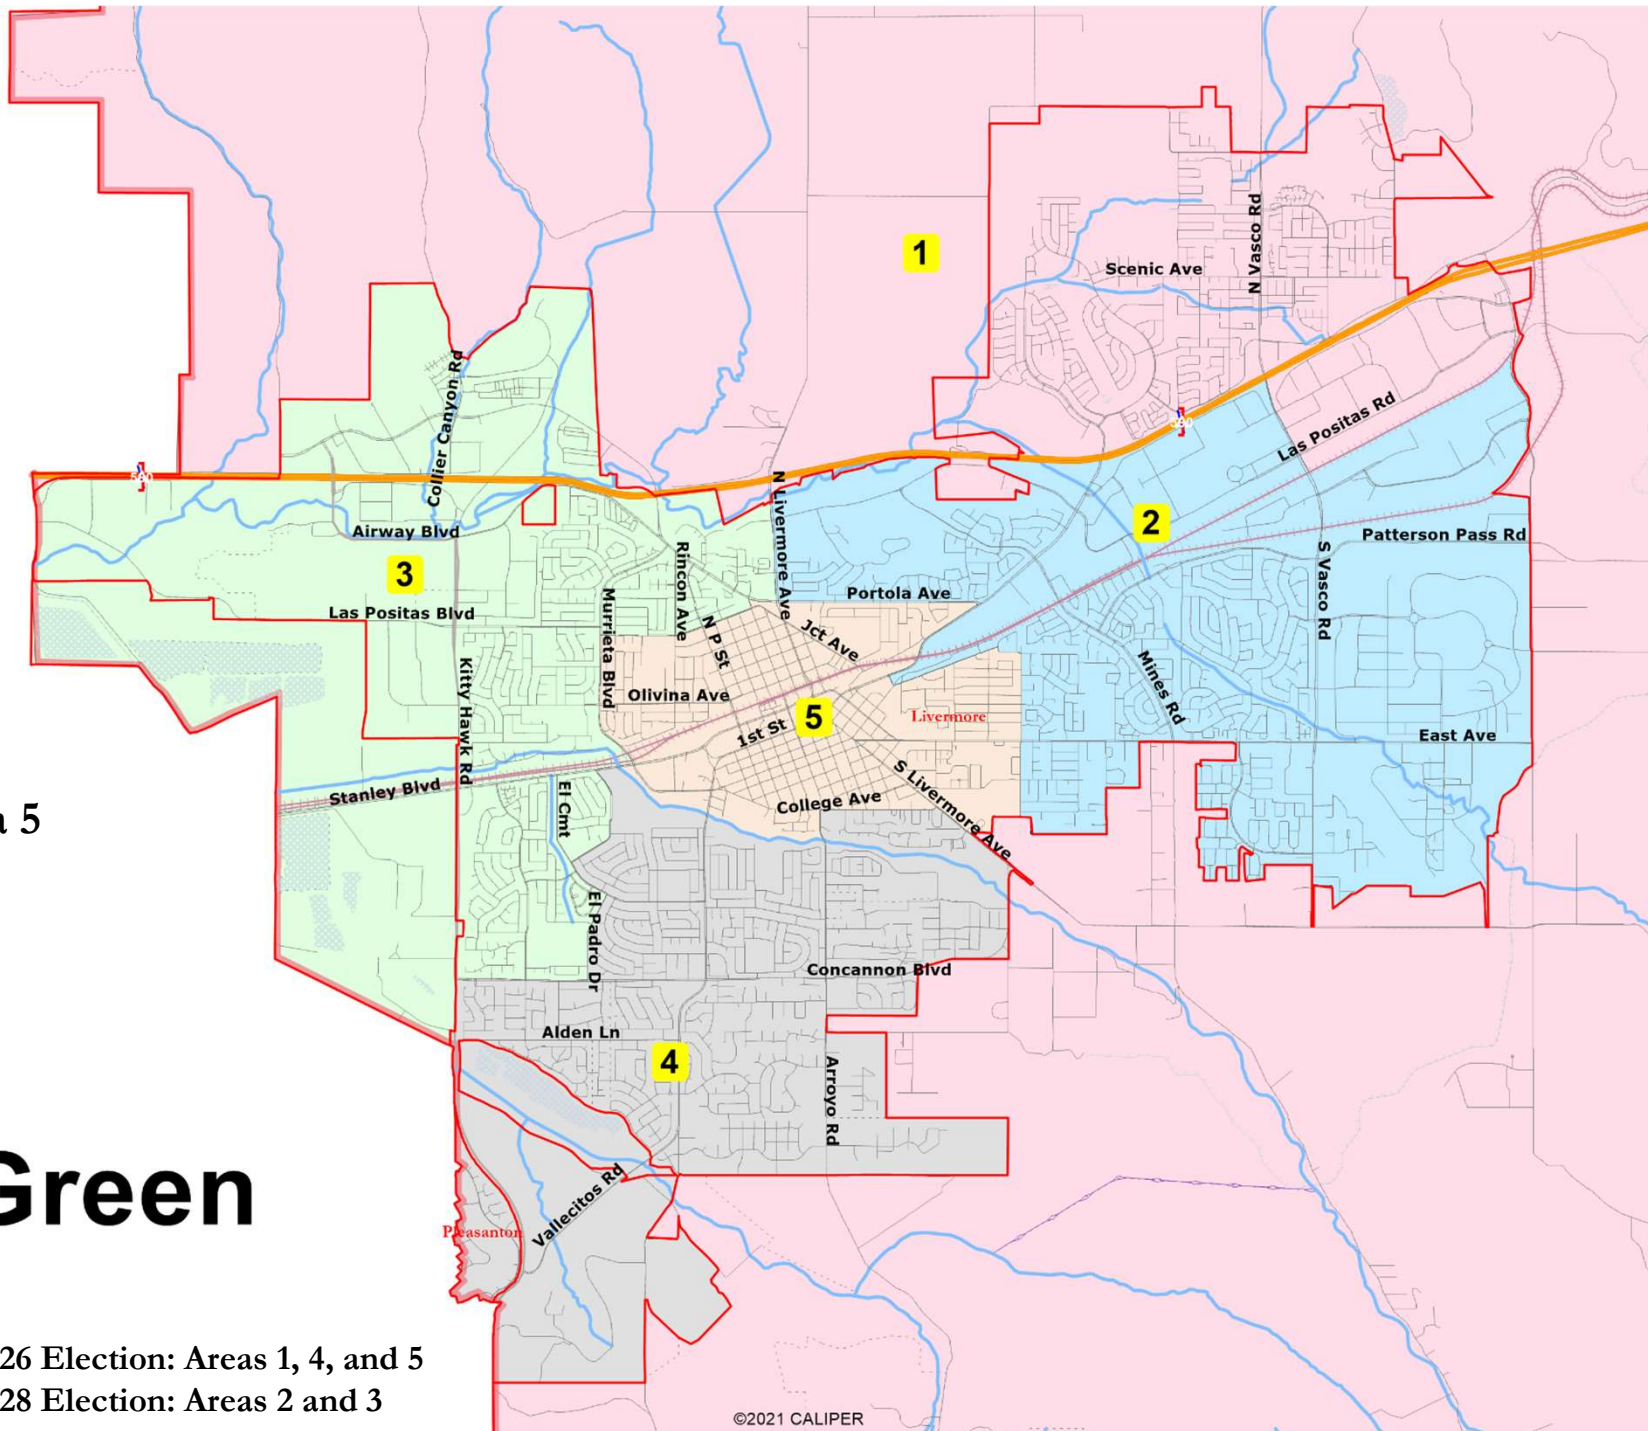 1
N Vasco Rd
Scenic Ave
Collier Canyon Rd
Las Positas Rd
580
580
N Livermore Ave
2
Airway Blvd
Patterson Pass Rd
3
Rincon Ave
S Vasco Rd
Portola Ave
Las Positas Blvd
Murrieta Blvd
N P St
Jct Ave
Mines Rd
Kitty Hawk Rd
Olivina Ave
5
Livermore
1st St
East Ave
S Livermore Ave
Stanley Blvd
El Cmt
College Ave
a 5
El Padro Dr
Concannon Blvd
Alden Ln
4
Arroyo Rd
Green
Vallecitos Rd
Pleasanton
26 Election: Areas 1, 4, and 5
28 Election: Areas 2 and 3
©2021 CALIPER